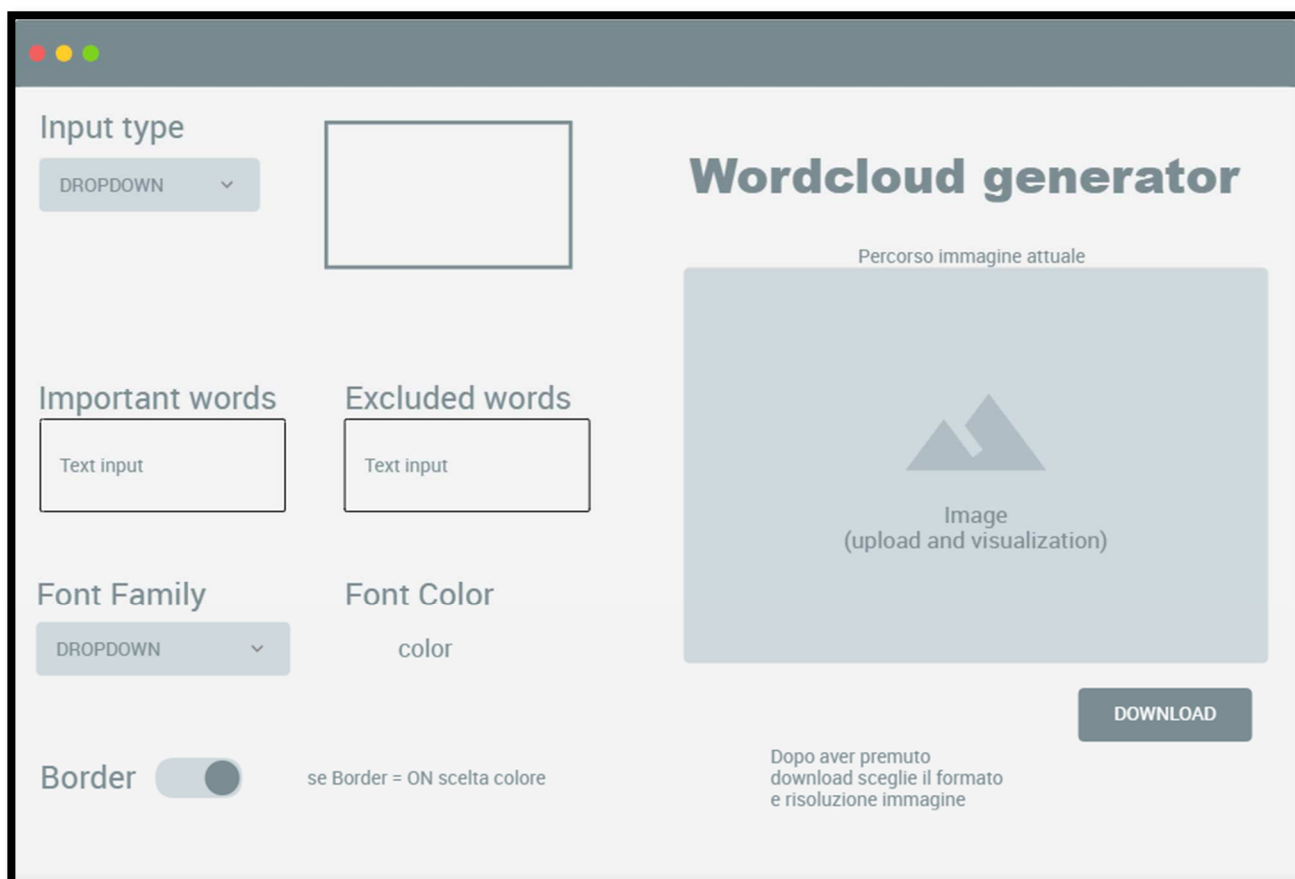 Input type
DROPDOWN
Wordcloud generator
Percorso immagine attuale
Important words
Excluded words
Text input
Text input
Image
(upload and visualization)
Font Family
Font Color
DROPDOWN
color
DOWNLOAD
Border
se Border = ON scelta colore
Dopo aver premuto
download sceglie il formato
e risoluzione immagine